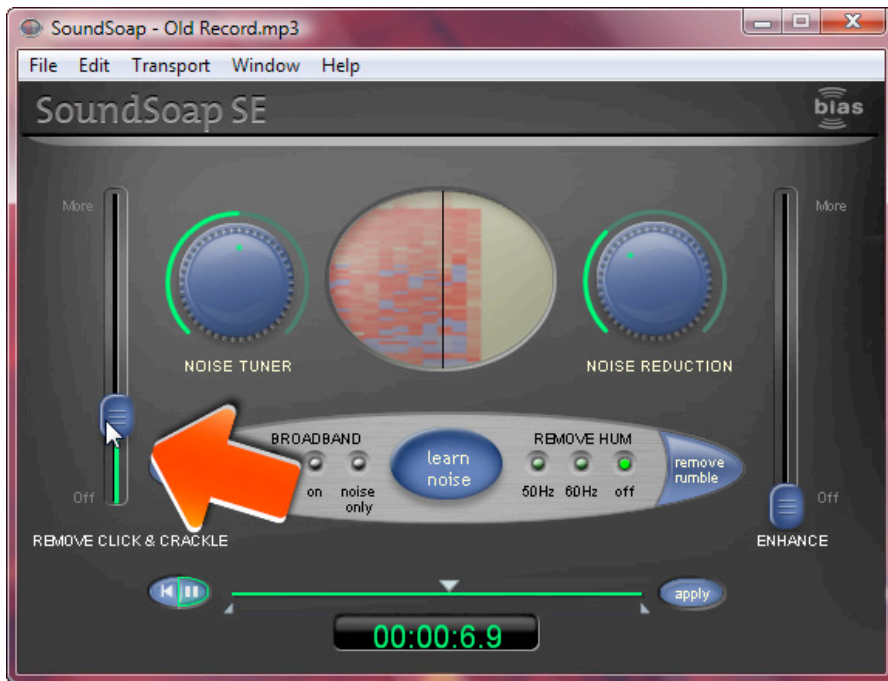 SoundSoap - Old Record.mp3
File Edit Transport Window Help
SoundSoap SE
bias
More
More
NOISE TUNER
NOISE REDUCTION
BROADBAND
REMOVE HUM
learn
noise
remove
rumble
on
noise
only
50Hz
60Hz
off
Off
Off
REMOVE CLICK & CRACKLE
ENHANCE
apply
00:00:6.9